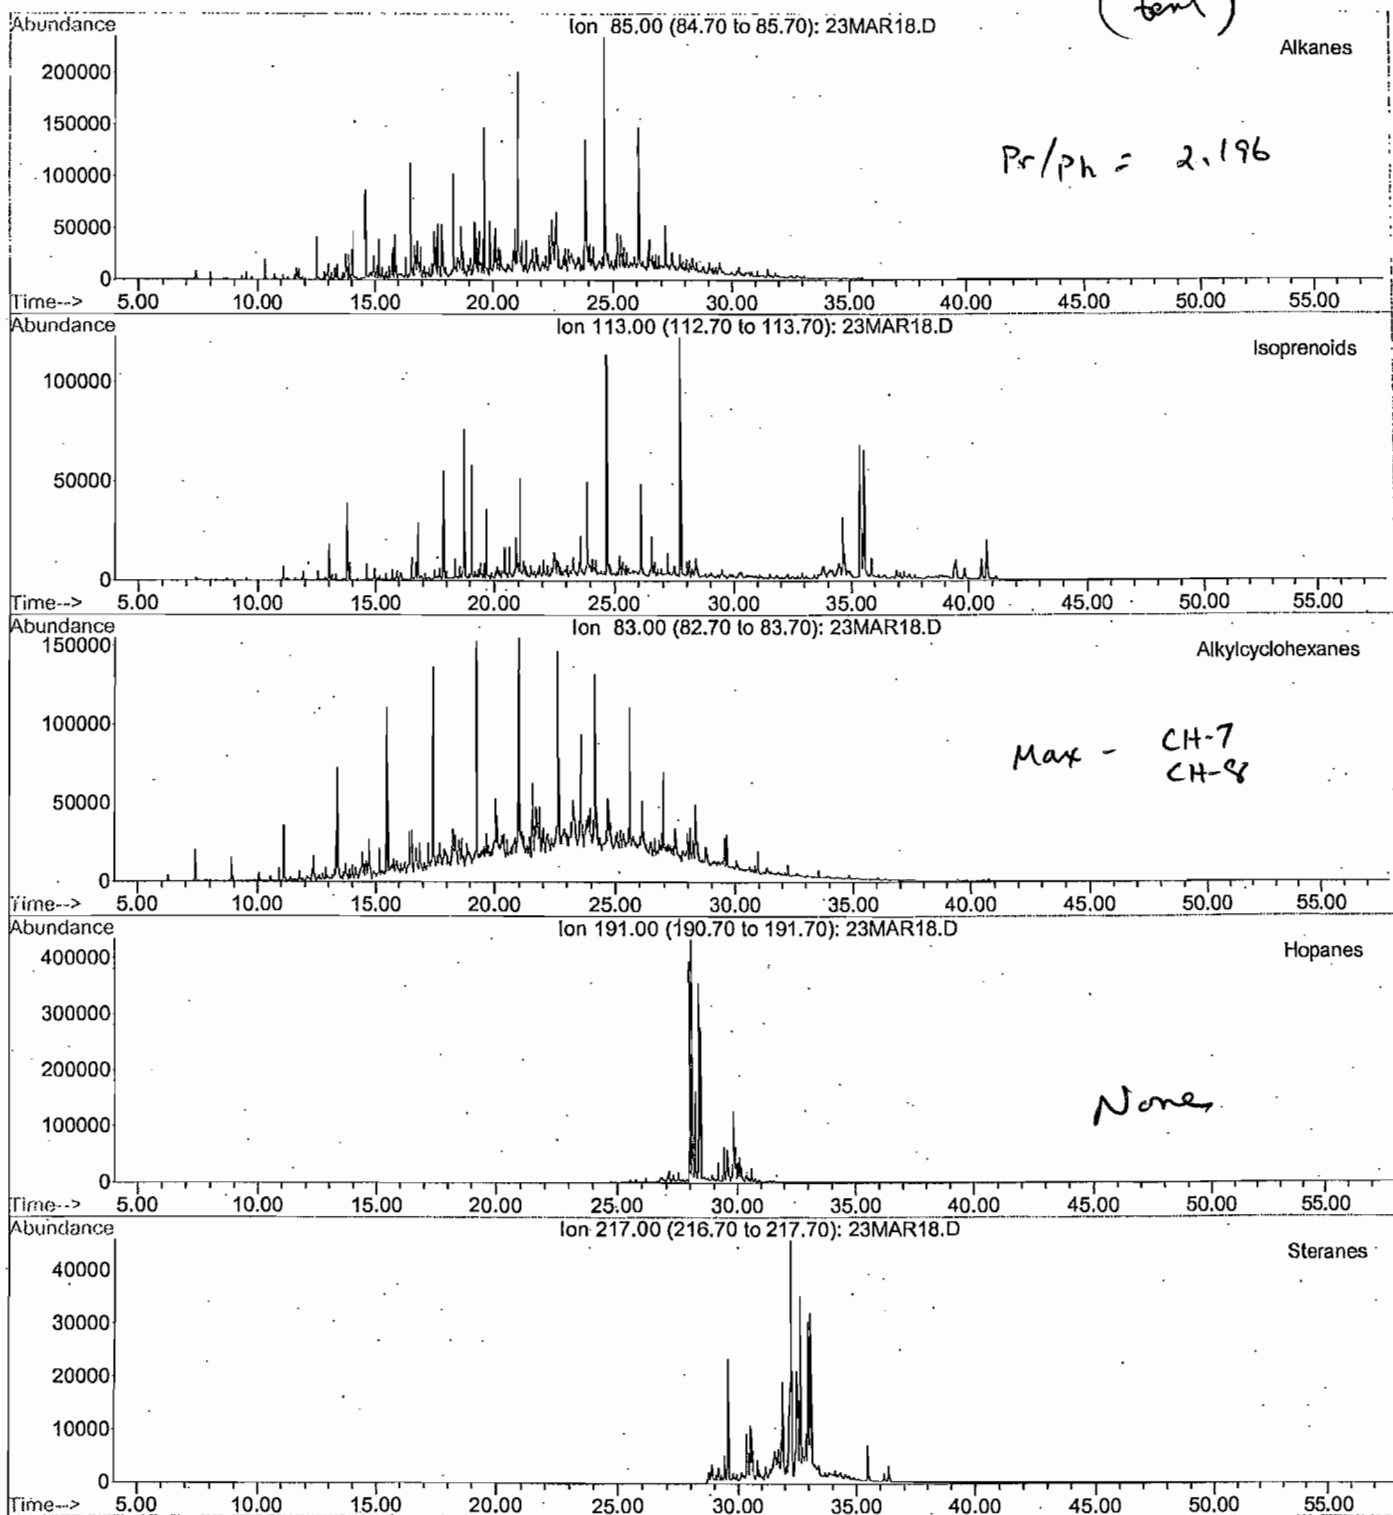 (tent)
Abundance Ion 85.00 (84.70 to 85.70): 23MAR18.D
Alkanes
200000
150000
100000
50000
0
Pr/Ph = 2.196
Time--> 5.00 10.00 15.00 20.00 25.00 30.00 35.00 40.00 45.00 50.00 55.00
Abundance Ion 113.00 (112.70 to 113.70): 23MAR18.D
Isoprenoids
100000
50000
0
Time--> 5.00 10.00 15.00 20.00 25.00 30.00 35.00 40.00 45.00 50.00 55.00
Abundance Ion 83.00 (82.70 to 83.70): 23MAR18.D
150000
Alkylcyclohexanes
100000
Max - CH-7
CH-8
50000
0
Time--> 5.00 10.00 15.00 20.00 25.00 30.00 35.00 40.00 45.00 50.00 55.00
Abundance Ion 191.00 (190.70 to 191.70): 23MAR18.D
400000
Hopanes
300000
200000
100000
None
0
Time--> 5.00 10.00 15.00 20.00 25.00 30.00 35.00 40.00 45.00 50.00 55.00
Abundance Ion 217.00 (216.70 to 217.70): 23MAR18.D
Steranes
40000
30000
20000
10000
0
Time--> 5.00 10.00 15.00 20.00 25.00 30.00 35.00 40.00 45.00 50.00 55.00